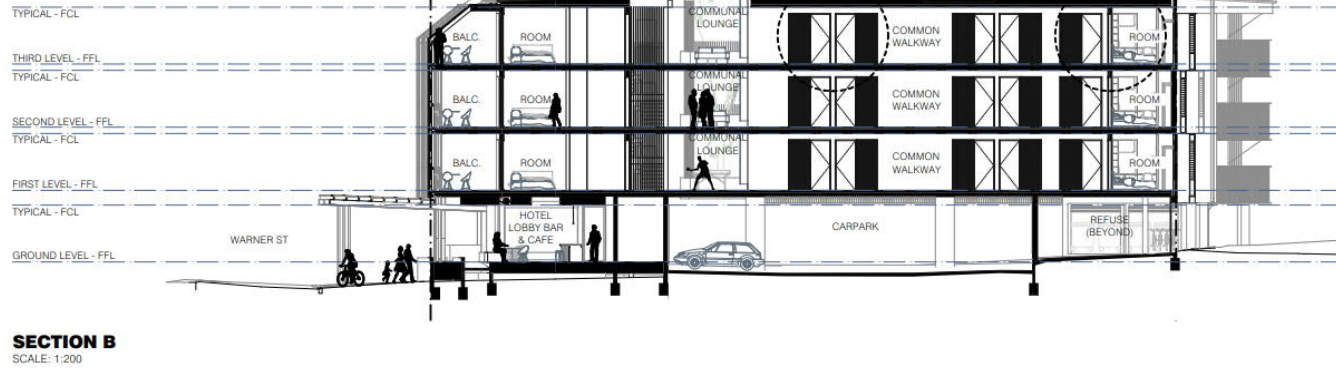 TYPICAL - FCL
COMMUNAL
LOUNGE
BALC.
ROOM
COMMON
WALKWAY
ROOM
THIRD LEVEL - FFL
TYPICAL - FCL
COMMUNAL
LOUNGE
BALC.
ROOM
COMMON
WALKWAY
ROOM
SECOND LEVEL - FFL
TYPICAL - FCL
COMMUNAL
LOUNGE
BALC.
ROOM
COMMON
WALKWAY
ROOM
FIRST LEVEL - FFL
TYPICAL - FCL
WARNER ST
HOTEL
LOBBY BAR
& CAFE
CARPARK
REFUSE
(BEYOND)
GROUND LEVEL - FFL
SECTION B
SCALE: 1:200